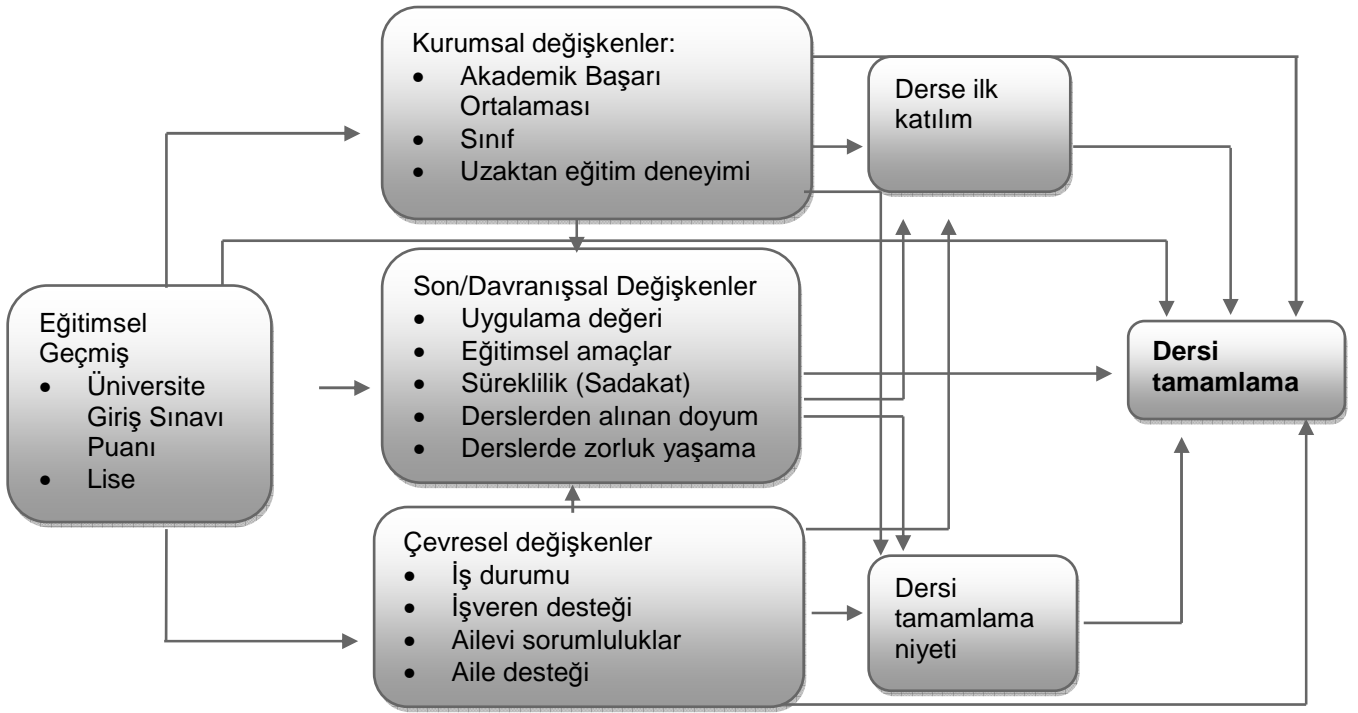 Kurumsal değişkenler:
• Akademik Başarı
Ortalaması
• Sınıf
• Uzaktan eğitim deneyimi
Derse ilk
katılım
Eğitimsel
Geçmiş
• Üniversite
Giriş Sınavı
Puanı
• Lise
Son/Davranışsal Değişkenler
• Uygulama değeri
• Eğitimsel amaçlar
• Süreklilik (Sadakat)
• Derslerden alınan doyum
• Derslerde zorluk yaşama
Dersi
tamamlama
Çevresel değişkenler
• İş durumu
• İşveren desteği
• Ailevi sorumluluklar
• Aile desteği
Dersi
tamamlama
niyeti